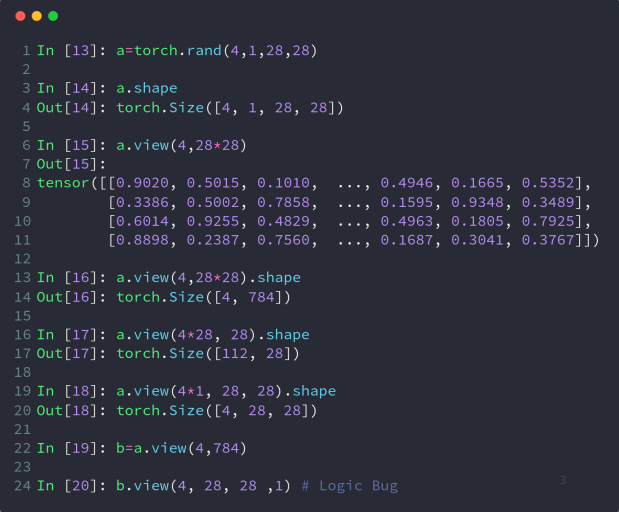 1 In [13]: a=torch.rand(4,1,28,28)
2
3 In [14]: a.shape
4 Out[14]: torch.Size([4, 1, 28, 28])
5
6 In [15]: a.view(4,28*28)
7 Out[15]:
8 tensor([[0.9020, 0.5015, 0.1010,  ..., 0.4946, 0.1665, 0.5352],
9         [0.3386, 0.5002, 0.7858,  ..., 0.1595, 0.9348, 0.3489],
10         [0.6014, 0.9255, 0.4829,  ..., 0.4963, 0.1805, 0.7925],
11         [0.8898, 0.2387, 0.7560,  ..., 0.1687, 0.3041, 0.3767]])
12
13 In [16]: a.view(4,28*28).shape
14 Out[16]: torch.Size([4, 784])
15
16 In [17]: a.view(4*28, 28).shape
17 Out[17]: torch.Size([112, 28])
18
19 In [18]: a.view(4*1, 28, 28).shape
20 Out[18]: torch.Size([4, 28, 28])
21
22 In [19]: b=a.view(4,784)
23
24 In [20]: b.view(4, 28, 28 ,1) # Logic Bug
3